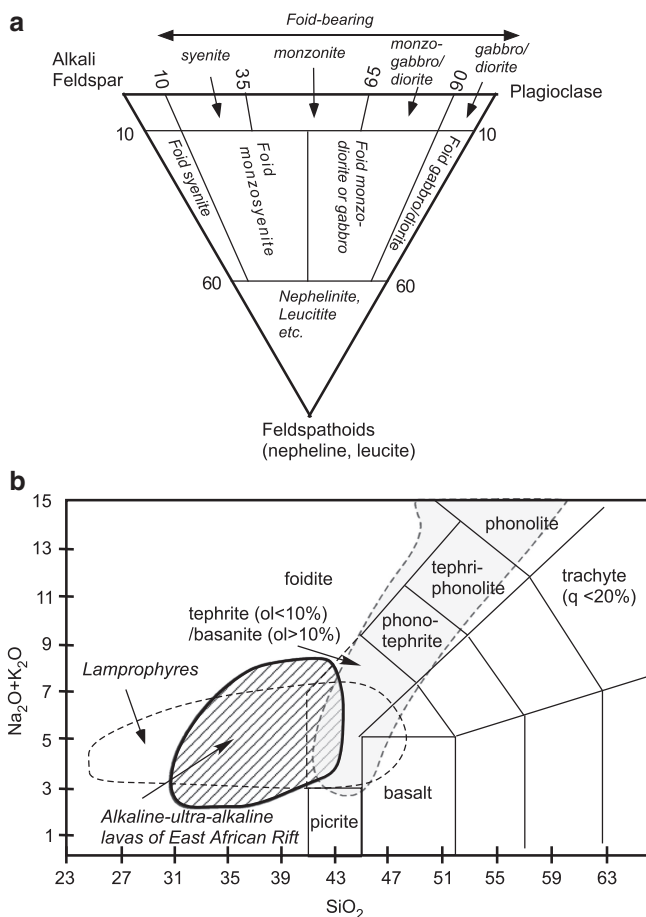 a
Foid-bearing
Alkali
Feldspar
syenite
monzonite
monzo-
gabbro/
diorite
gabbro/
diorite
10
35
65
90
Plagioclase
10
10
Foid syenite
Foid
monzosyenite
Foid monzo-
diorite or gabbro
Foid gabbro/diorite
60
60
Nephelinite,
Leucitite
etc.
Feldspathoids
(nepheline, leucite)
b
15
13
11
9
7
5
3
1
Na2O+K2O
foidite
phonolite
tephri-
phonolite
trachyte
(q <20%)
tephrite (ol<10%)
/basanite (ol>10%)
phono-
tephrite
Lamprophyres
Alkaline-ultra-alkaline
lavas of East African Rift
picrite
basalt
23 27 31 35 39 43 47 51 55 59 63
SiO2